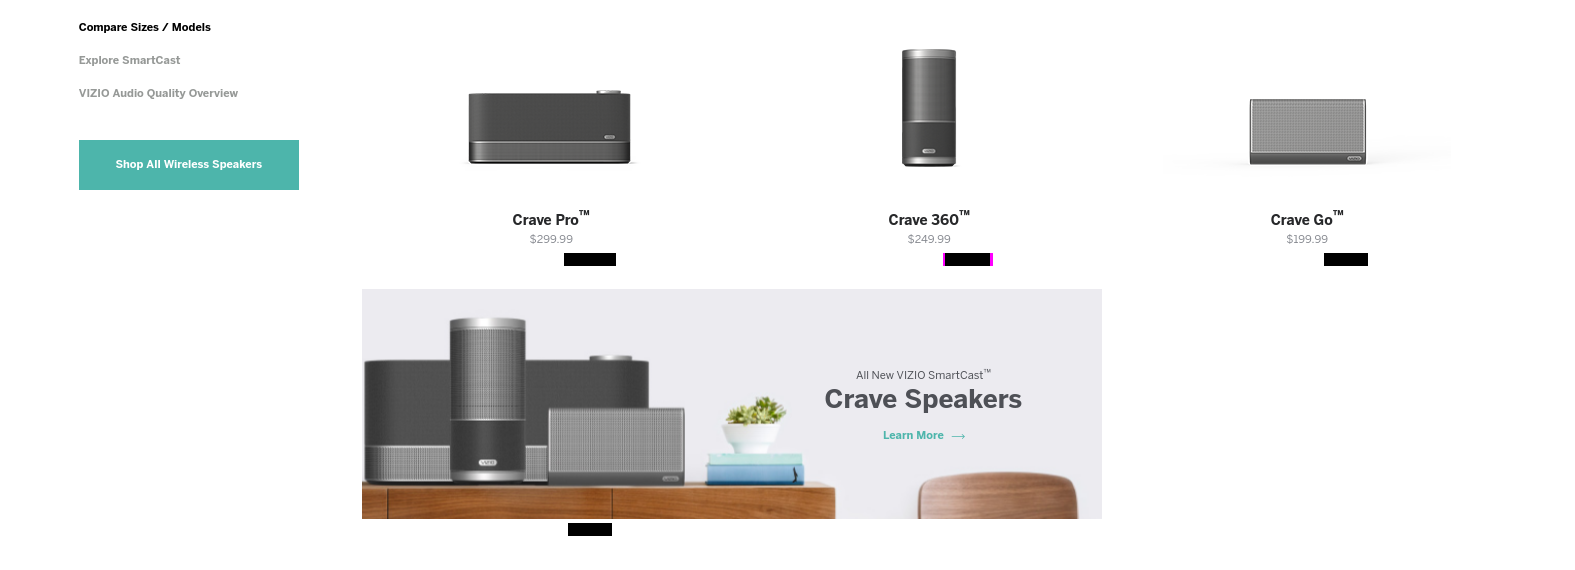 Compare Sizes / Models
Explore SmartCast
VIZIO Audio Quality Overview
Shop All Wireless Speakers
Crave Pro™
$299.99
Crave 360™
$249.99
Crave Go™
$199.99
All New VIZIO SmartCast™
Crave Speakers
Learn More →